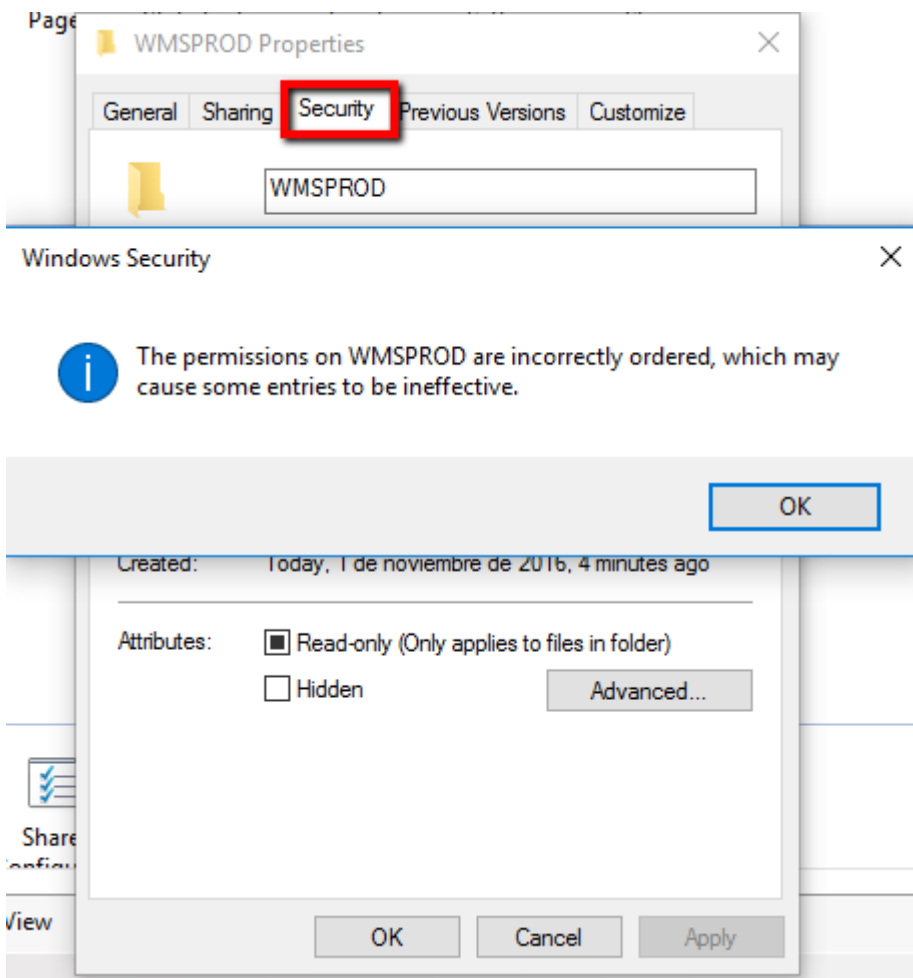 Page
WMSPROD Properties
General Sharing Security Previous Versions Customize
WMSPROD
Windows Security
The permissions on WMSPROD are incorrectly ordered, which may
cause some entries to be ineffective.
OK
Created: Today, 1 de noviembre de 2016, 4 minutes ago
Attributes: Read-only (Only applies to files in folder)
Hidden Advanced...
Share
View
OK Cancel Apply